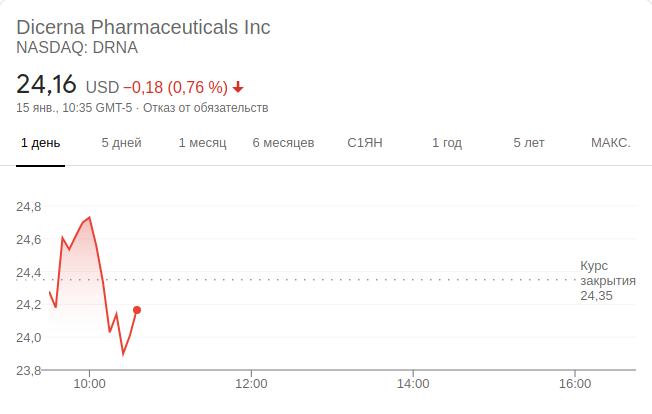 Dicerna Pharmaceuticals Inc
NASDAQ: DRNA
24,16 USD −0,18 (0,76 %)
15 янв., 10:35 GMT-5 · Отказ от обязательств
1 день 5 дней 1 месяц 6 месяцев С1ЯН 1 год 5 лет МАКС.
24,8
24,6
24,4
24,2
24,0
23,8
Курс
закрытия
24,35
10:00 12:00 14:00 16:00